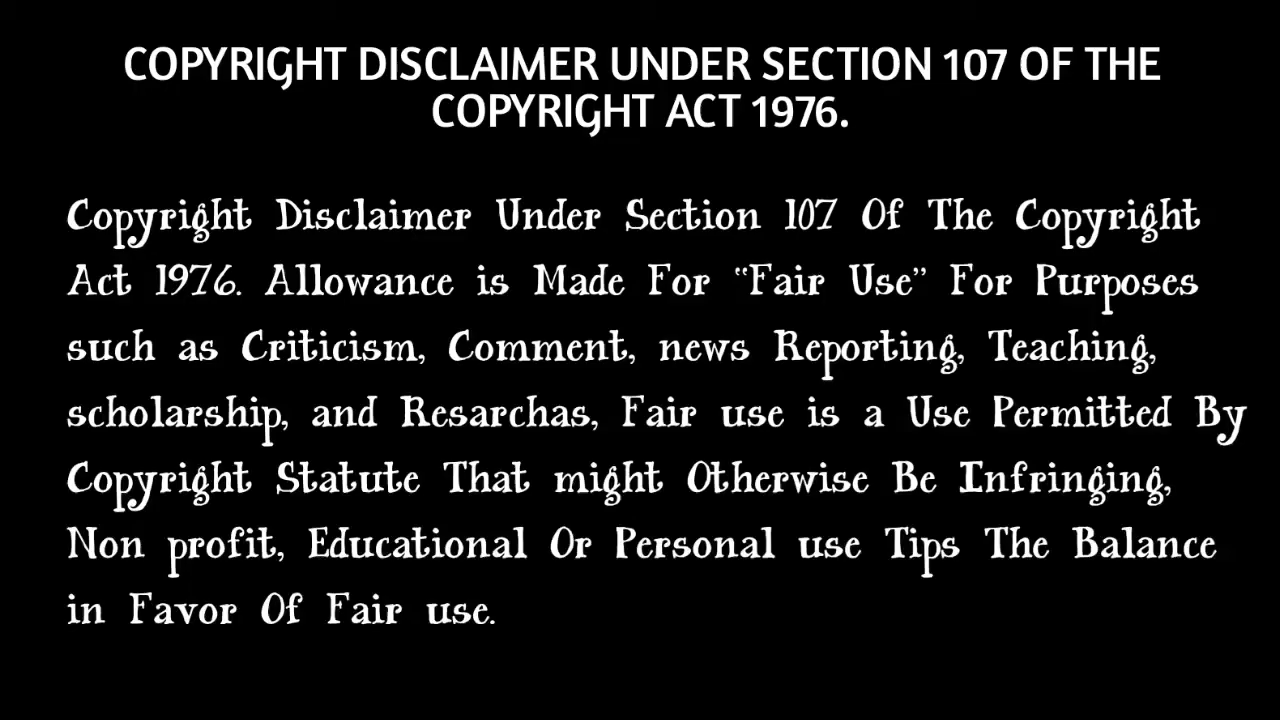 COPYRIGHT DISCLAIMER UNDER SECTION 107 OF THE
COPYRIGHT ACT 1976.
Copyright Disclaimer Under Section 107 Of The Copyright
Act 1976. Allowance is Made For “Fair Use” For Purposes
such as Criticism, Comment, news Reporting, Teaching,
scholarship, and Resarchas, Fair use is a Use Permitted By
Copyright Statute That might Otherwise Be Infringing,
Non profit, Educational Or Personal use Tips The Balance
in Favor Of Fair use.